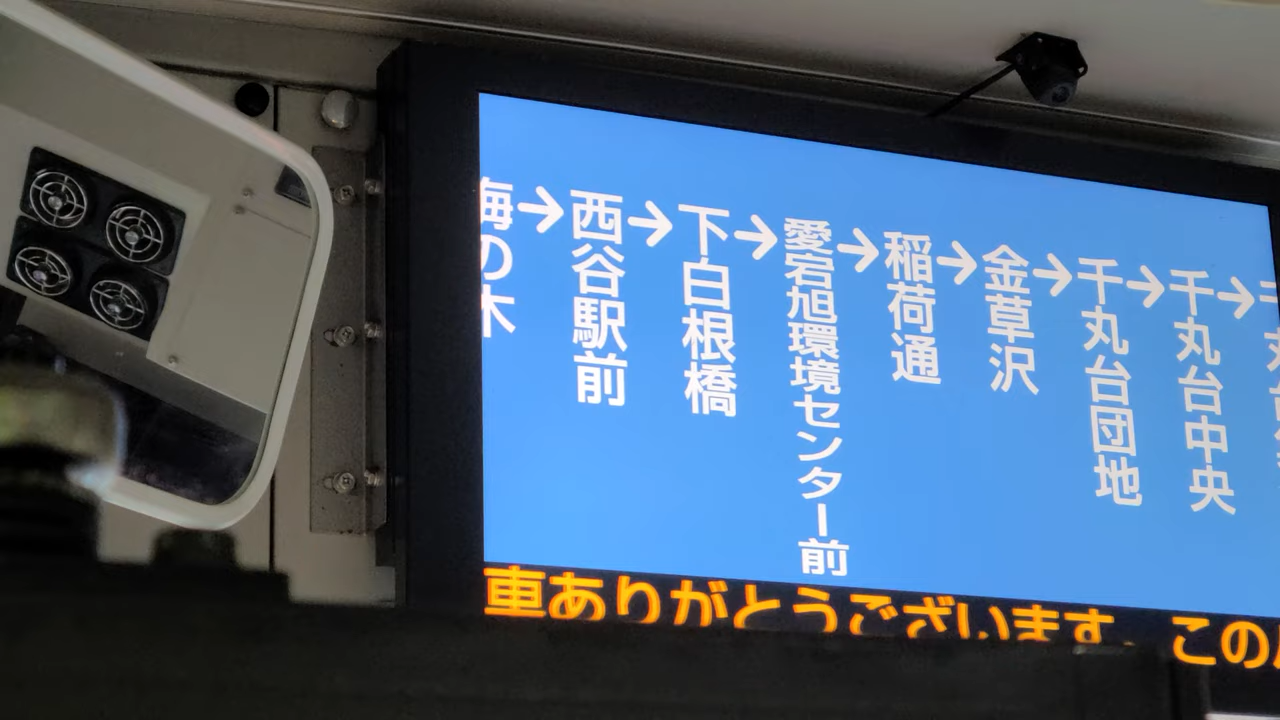 梅の木
→
西谷駅前
→
下白根橋
→
愛宕旭環境センター前
→
稲荷通
→
金草沢
→
千丸台団地
→
千丸台中央
→
車ありがとうございます。この